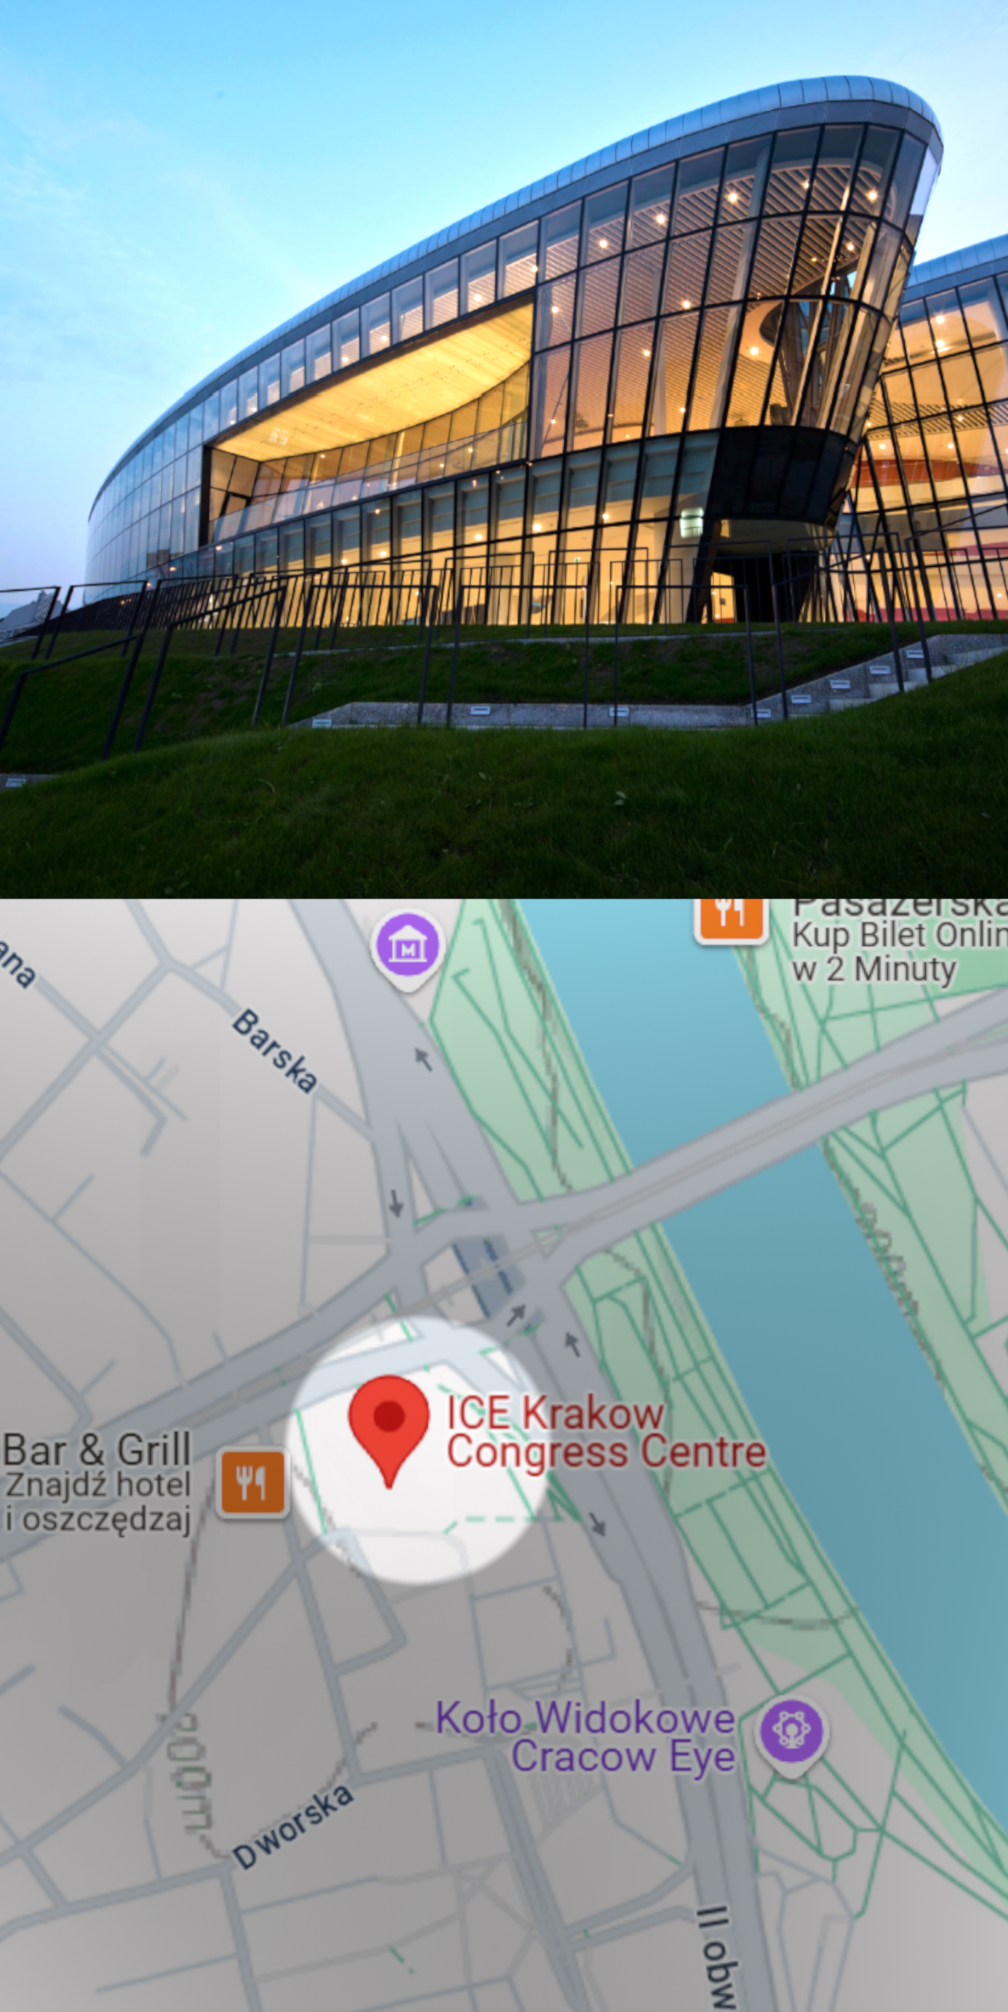 Pasażerska
Kup Bilet Onlin
w 2 Minuty
ana
M
Barska
ICE Krakow
Congress Centre
Bar & Grill
Znajdź hotel
i oszczędzaj
Koło Widokowe
Cracow Eye
200m
Dworska
II obw